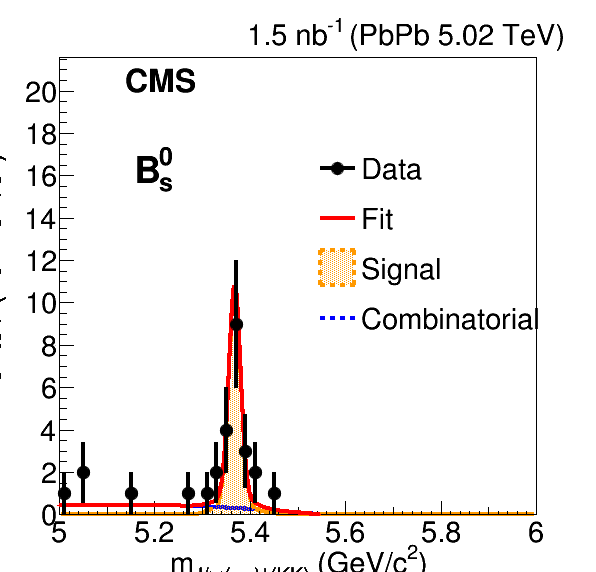 1.5 nb⁻¹ (PbPb 5.02 TeV)
CMS
B⁰ₛ
Data
Fit
Signal
Combinatorial
20
18
16
14
12
10
8
6
4
2
0
5 5.2 5.4 5.6 5.8 6
m (GeV/c²)